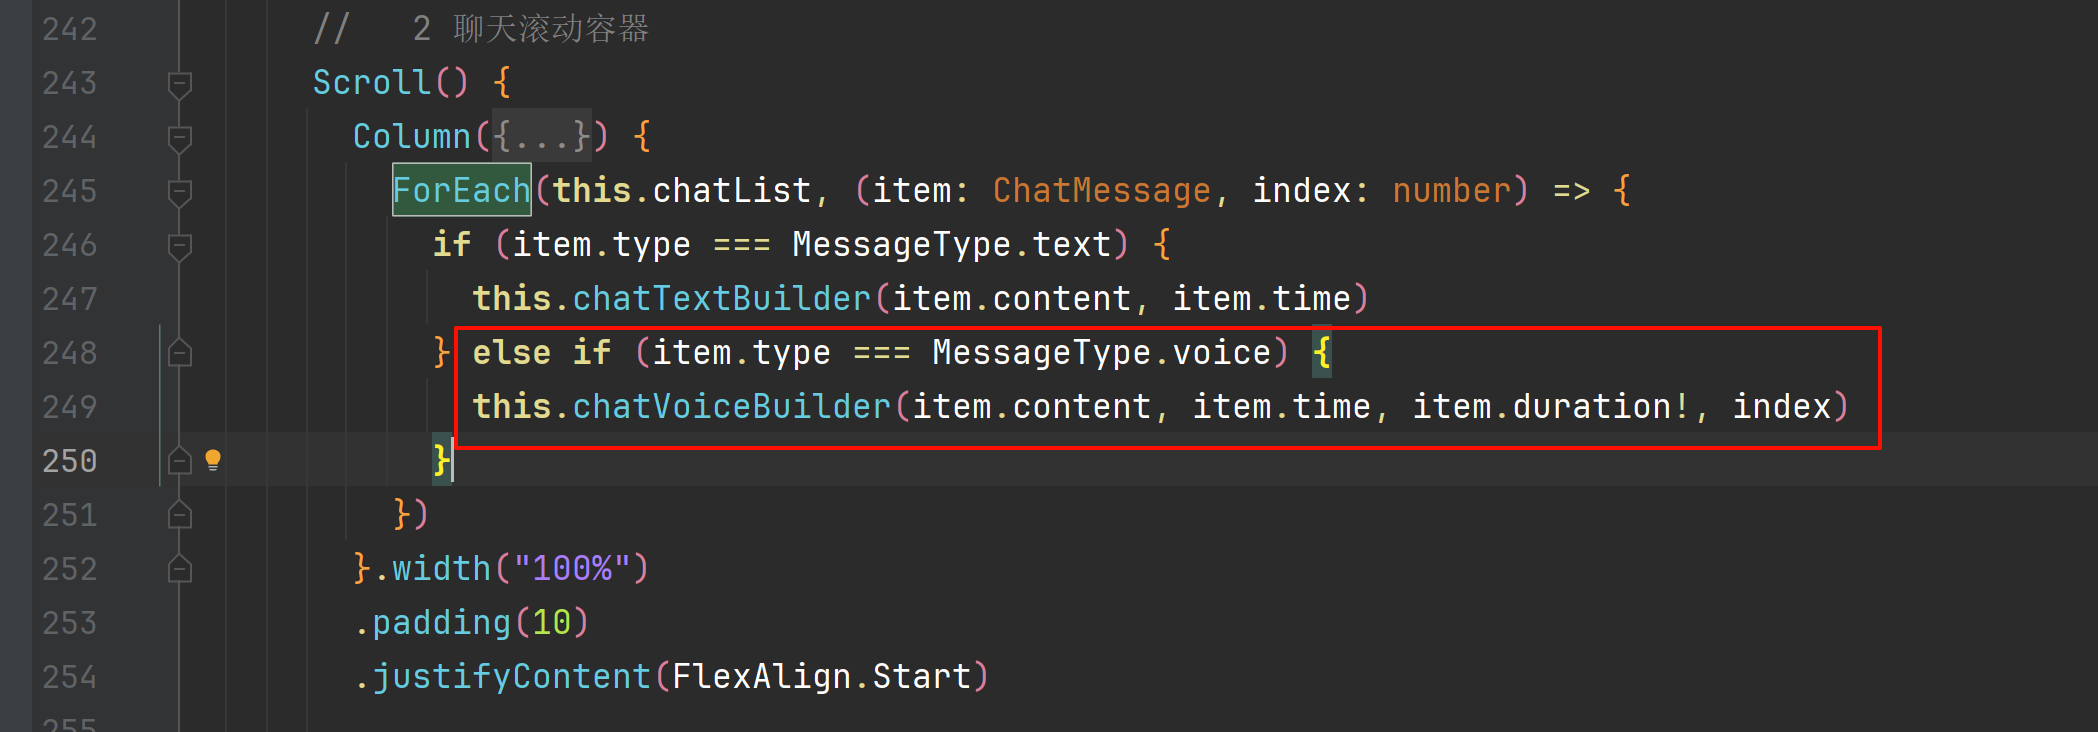 242 // 2 聊天滚动容器
243 Scroll() {
244 Column({...}) {
245 ForEach(this.chatList, (item: ChatMessage, index: number) => {
246 if (item.type === MessageType.text) {
247 this.chatTextBuilder(item.content, item.time)
248 } else if (item.type === MessageType.voice) {
249 this.chatVoiceBuilder(item.content, item.time, item.duration!, index)
250 }
251 })
252 }.width("100%")
253 .padding(10)
254 .justifyContent(FlexAlign.Start)
255